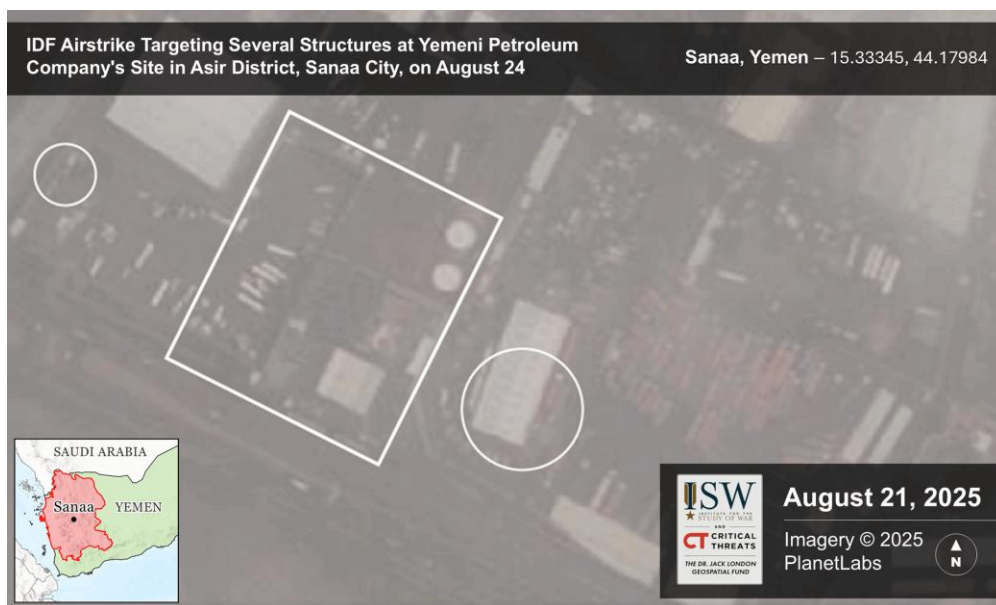 IDF Airstrike Targeting Several Structures at Yemeni Petroleum
Company's Site in Asir District, Sanaa City, on August 24
Sanaa, Yemen – 15.33345, 44.17984
SAUDI ARABIA
Sanaa
YEMEN
ISW
INSTITUTE FOR THE
STUDY OF WAR
AND
CT CRITICAL
THREATS
THE DR. JACK LONDON
GEOSPATIAL FUND
August 21, 2025
Imagery © 2025
PlanetLabs
N